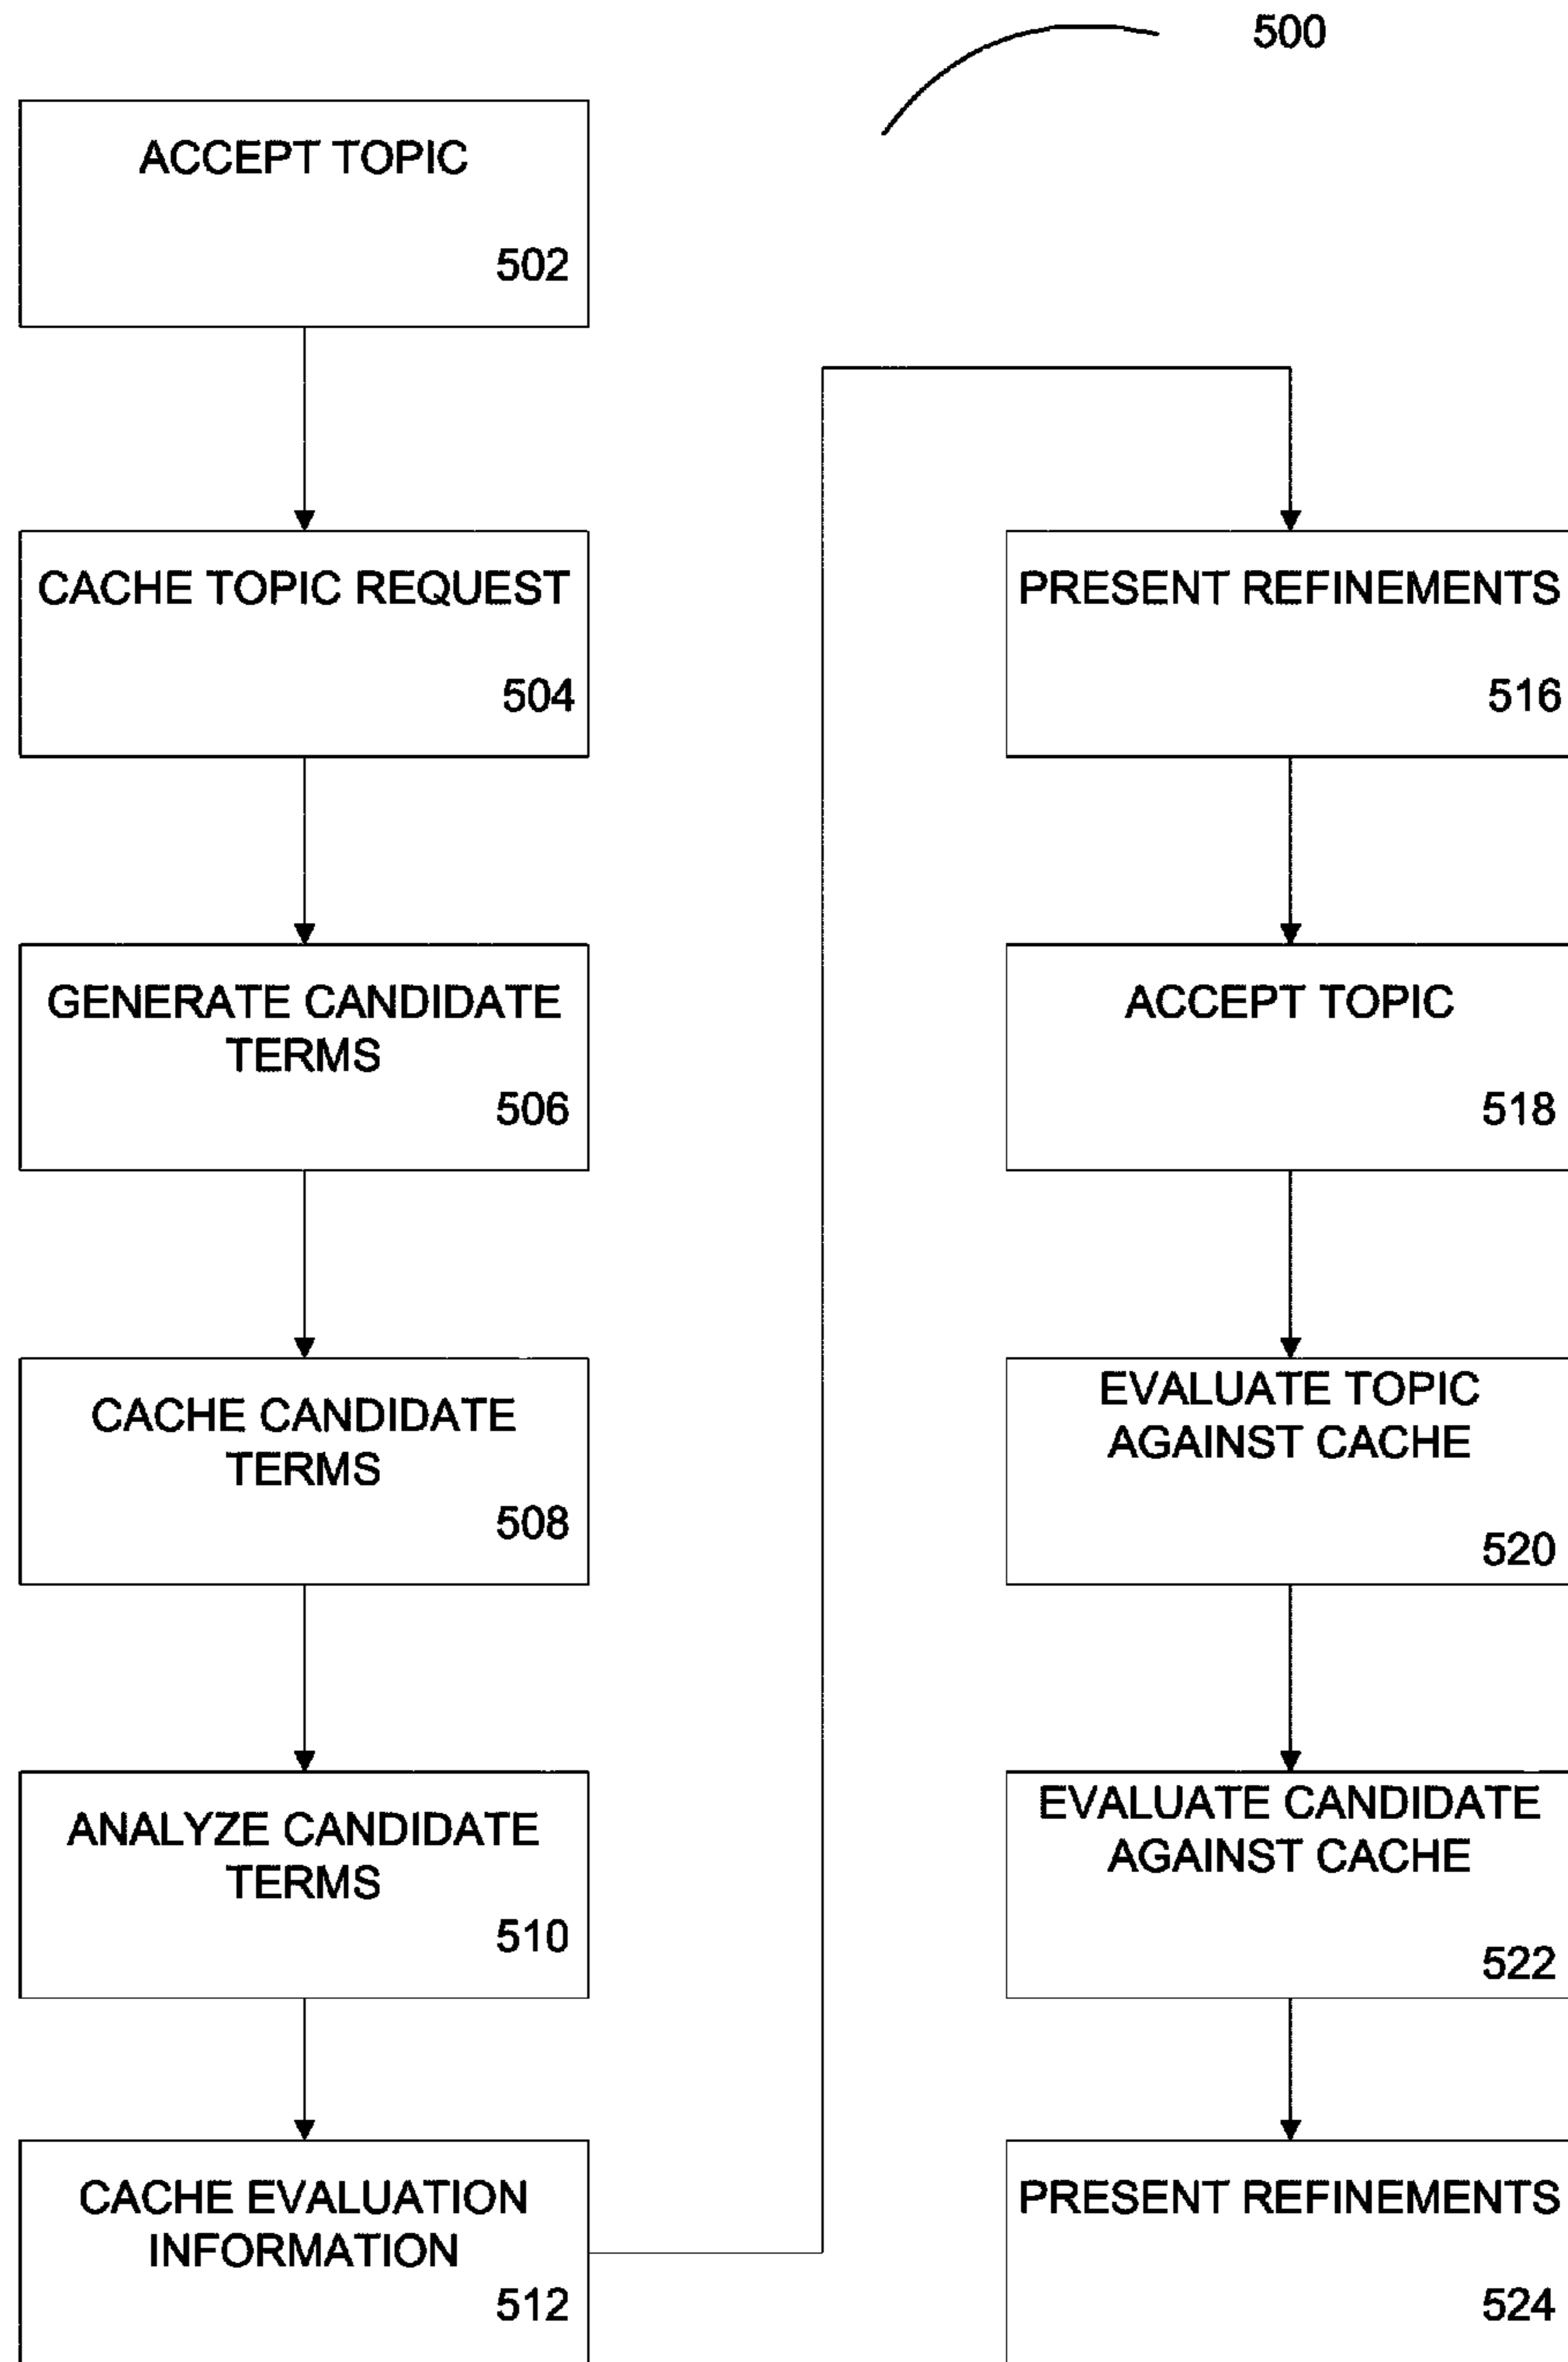 500
ACCEPT TOPIC
502
CACHE TOPIC REQUEST
504
GENERATE CANDIDATE
TERMS
506
CACHE CANDIDATE
TERMS
508
ANALYZE CANDIDATE
TERMS
510
CACHE EVALUATION
INFORMATION
512
PRESENT REFINEMENTS
516
ACCEPT TOPIC
518
EVALUATE TOPIC
AGAINST CACHE
520
EVALUATE CANDIDATE
AGAINST CACHE
522
PRESENT REFINEMENTS
524